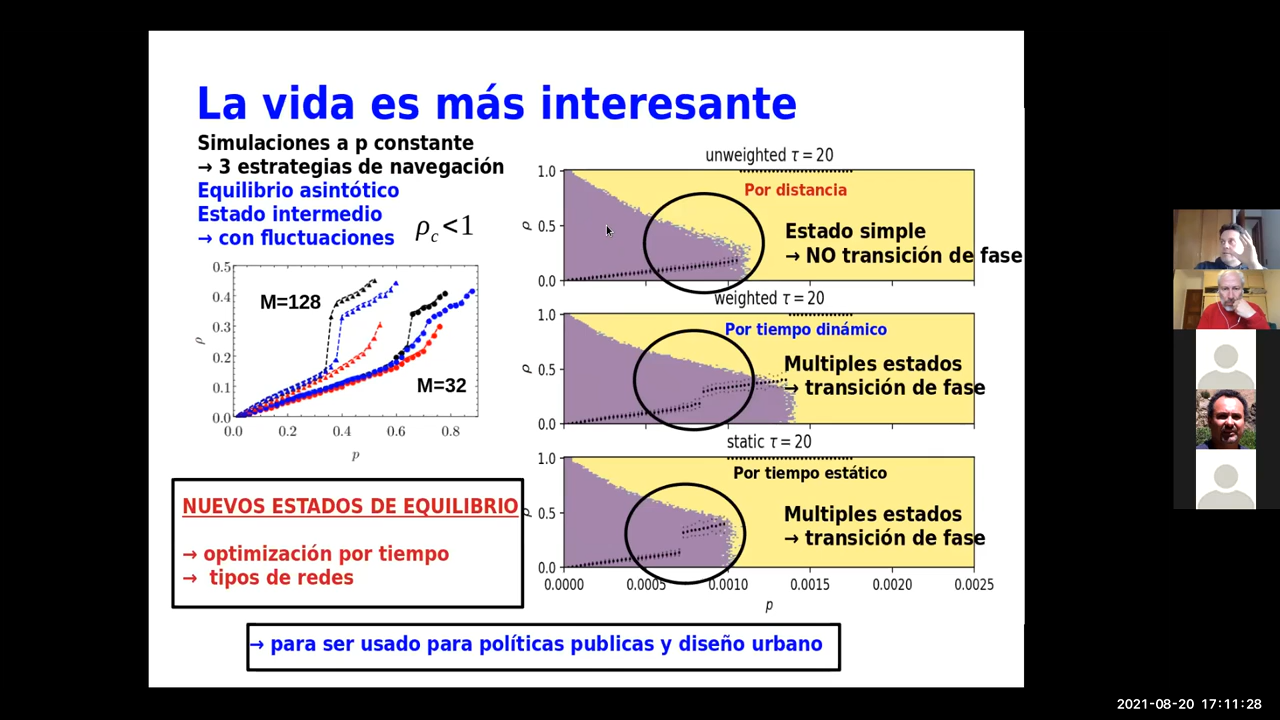 La vida es más interesante
Simulaciones a p constante
→ 3 estrategias de navegación
Equilibrio asintótico
Estado intermedio
→ con fluctuaciones
ρc<1
0.5
0.4
0.3
0.2
0.1
0.0
ρ
M=128
M=32
0.0 0.2 0.4 0.6 0.8
p
NUEVOS ESTADOS DE EQUILIBRIO
→ optimización por tiempo
→ tipos de redes
unweighted τ = 20
1.0
0.5
0.0
ρ
Por distancia
Estado simple
→ NO transición de fase
weighted τ = 20
1.0
0.5
0.0
ρ
Por tiempo dinámico
Multiples estados
→ transición de fase
static τ = 20
1.0
0.5
0.0
ρ
Por tiempo estático
Multiples estados
→ transición de fase
0.0000 0.0005 0.0010 0.0015 0.0020 0.0025
p
→ para ser usado para políticas publicas y diseño urbano
2021-08-20 17:11:28